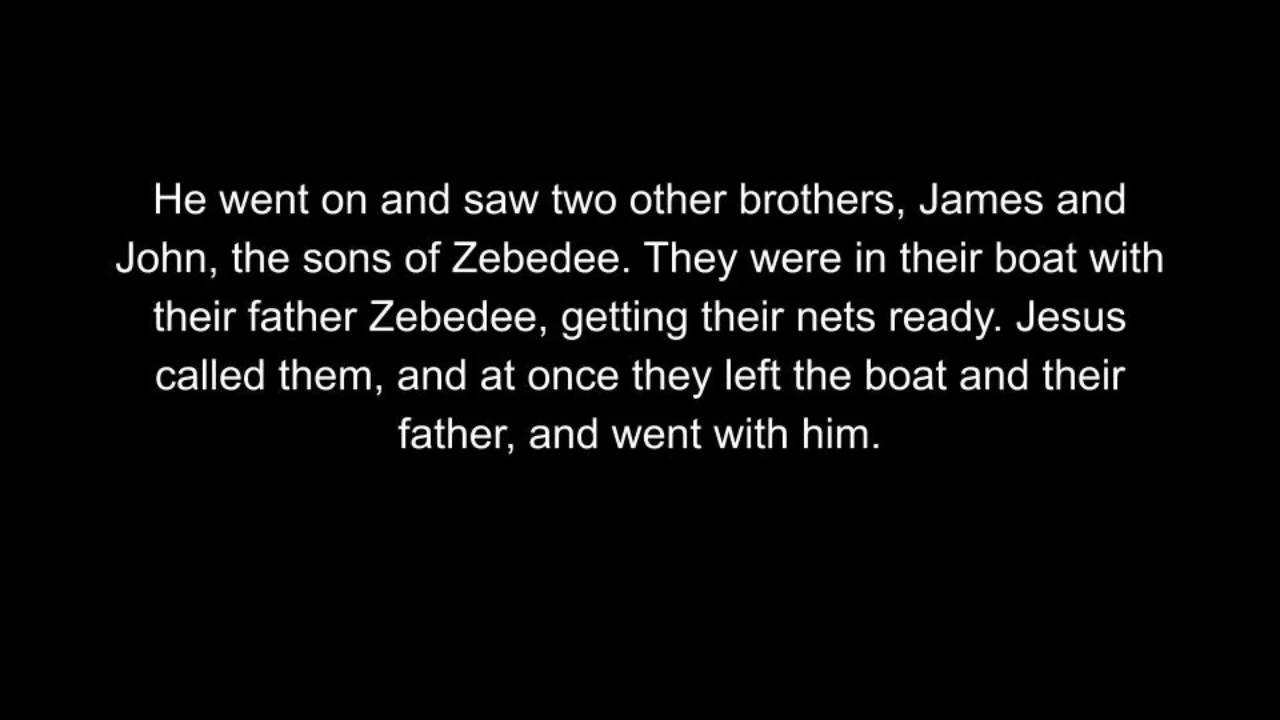 He went on and saw two other brothers, James and
John, the sons of Zebedee. They were in their boat with
their father Zebedee, getting their nets ready. Jesus
called them, and at once they left the boat and their
father, and went with him.